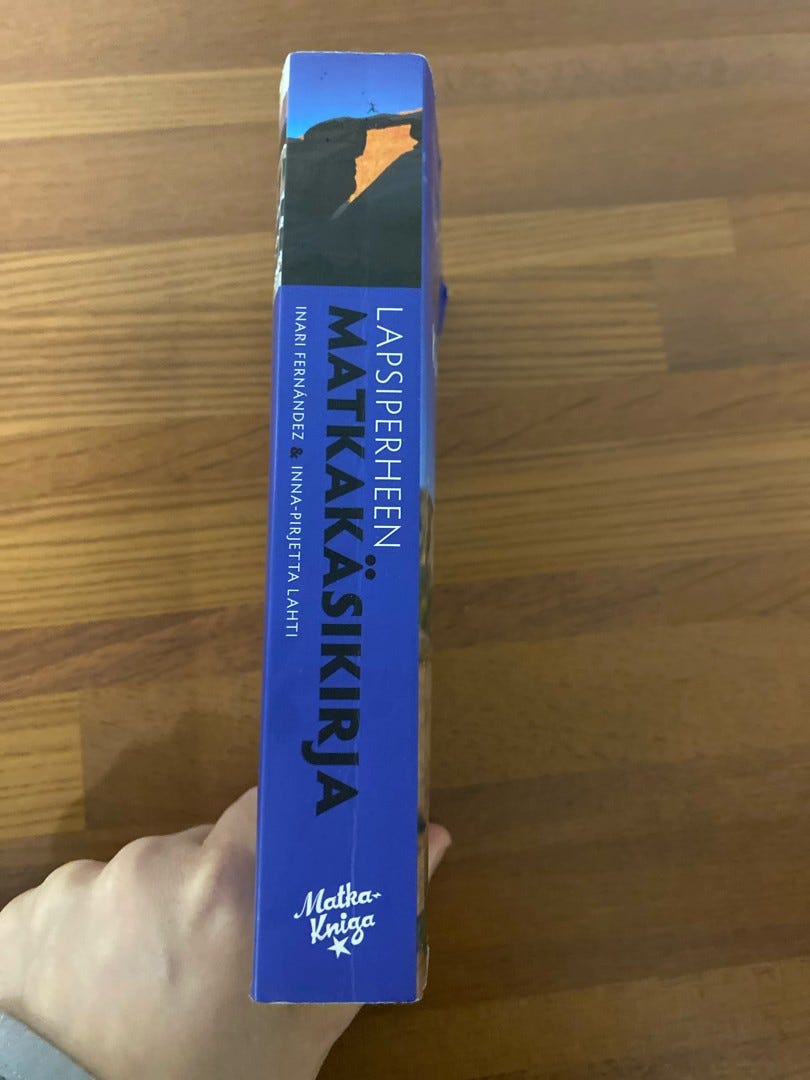 LAPSIPERHEEN
MATKAKÄSIKIRJA
INARI FERNÁNDEZ & INNA-PIRJETTA LAHTI
Matka-
Kniga